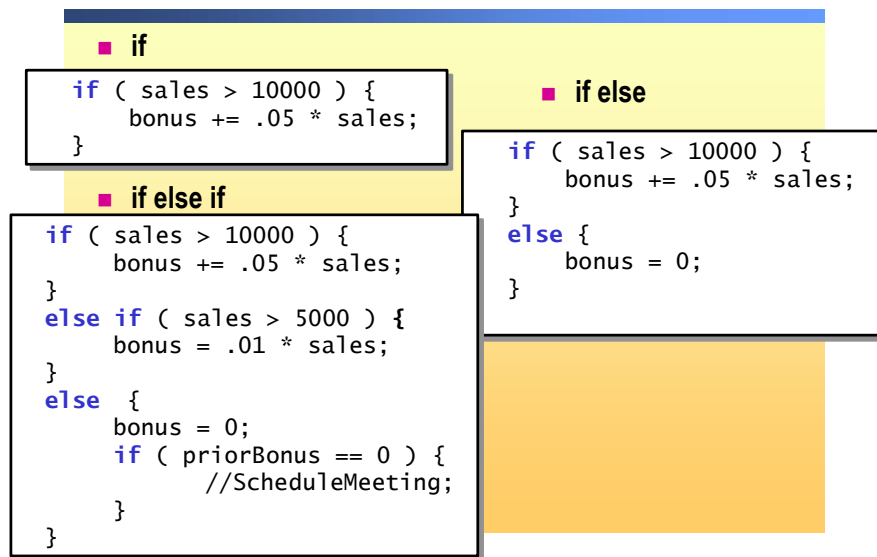 if
if ( sales > 10000 ) {
bonus += .05 * sales;
}
if else
if ( sales > 10000 ) {
bonus += .05 * sales;
}
else {
bonus = 0;
}
if else if
if ( sales > 10000 ) {
bonus += .05 * sales;
}
else if ( sales > 5000 ) {
bonus = .01 * sales;
}
else {
bonus = 0;
if ( priorBonus == 0 ) {
//ScheduleMeeting;
}
}